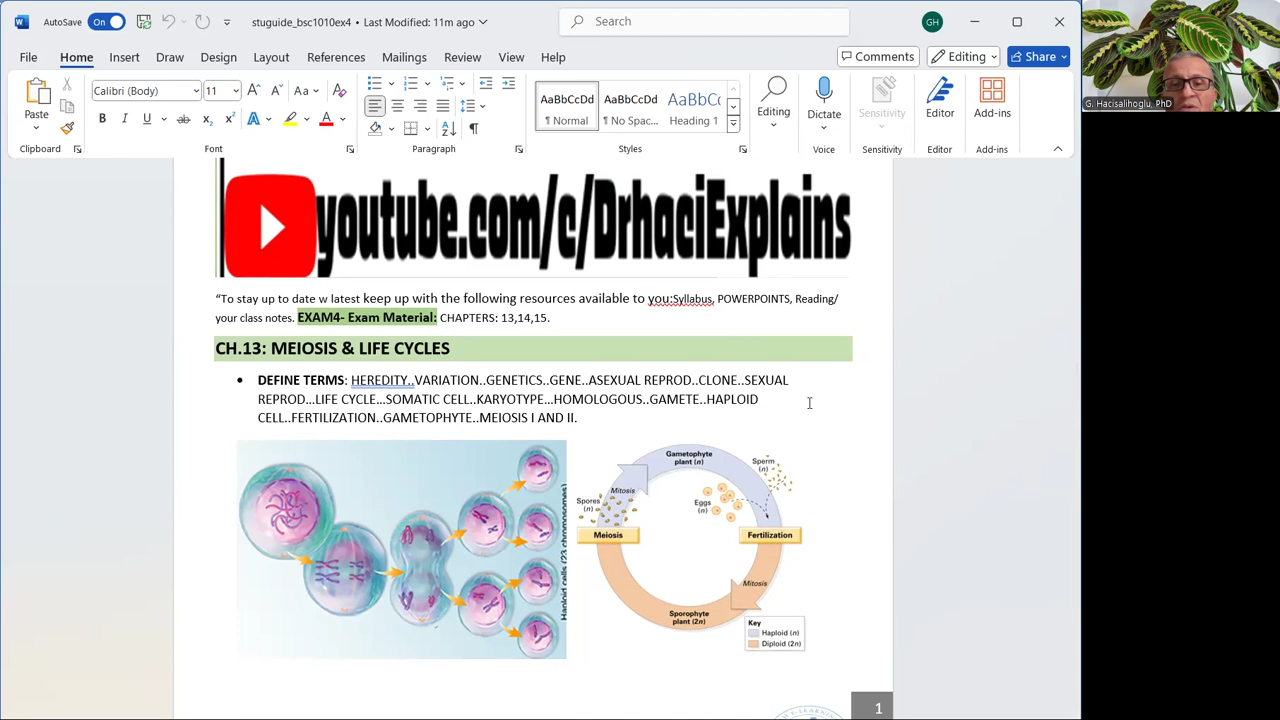 AutoSave On stuguide_bsc1010ex4 • Last Modified: 11m ago Search GH
File Home Insert Draw Design Layout References Mailings Review View Help Comments Editing Share
Calibri (Body) 11
AaBbCcDd AaBbCcDd AaBbCc
Paste Normal No Spac... Heading 1 Editing Dictate Sensitivity Editor Add-ins
Clipboard Font Paragraph Styles Voice Sensitivity Editor Add-ins
G. Hacisalihoglu, PhD
youtube.com/c/DrhaciExplains
“To stay up to date w latest keep up with the following resources available to you:Syllabus, POWERPOINTS, Reading/
your class notes. EXAM4- Exam Material: CHAPTERS: 13,14,15.
CH.13: MEIOSIS & LIFE CYCLES
• DEFINE TERMS: HEREDITY..VARIATION..GENETICS..GENE..ASEXUAL REPROD..CLONE..SEXUAL
REPROD...LIFE CYCLE...SOMATIC CELL..KARYOTYPE...HOMOLOGOUS..GAMETE..HAPLOID
CELL..FERTILIZATION..GAMETOPHYTE..MEIOSIS I AND II.
Haploid cells (23 chromosomes)
Gametophyte
plant (n)
Sperm
(n)
Mitosis
Spores
(n)
Eggs
(n)
Meiosis
Fertilization
Mitosis
Sporophyte
plant (2n)
Key
Haploid (n)
Diploid (2n)
1